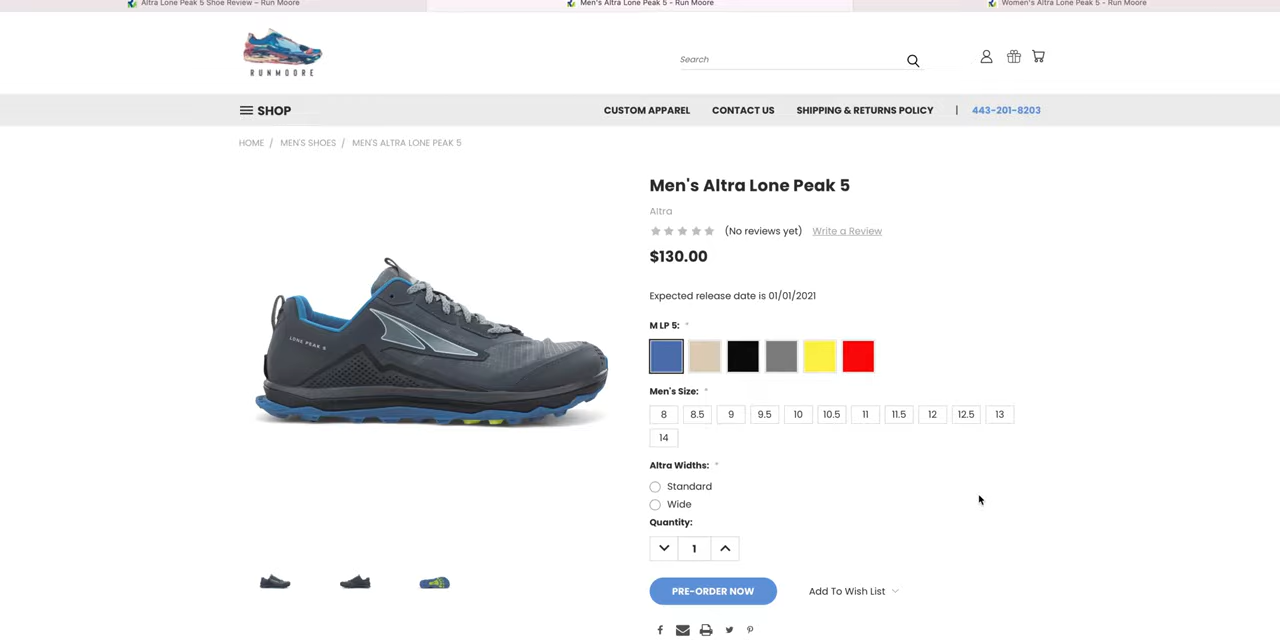 Altra Lone Peak 5 Shoe Review – Run Moore
Men's Altra Lone Peak 5 - Run Moore
Women's Altra Lone Peak 5 - Run Moore
RUNMOORE
Search
SHOP
CUSTOM APPAREL CONTACT US SHIPPING & RETURNS POLICY | 443-201-8203
HOME / MEN'S SHOES / MEN'S ALTRA LONE PEAK 5
Men's Altra Lone Peak 5
Altra
(No reviews yet) Write a Review
$130.00
Expected release date is 01/01/2021
M LP 5: *
LONE PEAK 5
Men's Size: *
8 8.5 9 9.5 10 10.5 11 11.5 12 12.5 13
14
Altra Widths: *
Standard
Wide
Quantity:
1
PRE-ORDER NOW Add To Wish List